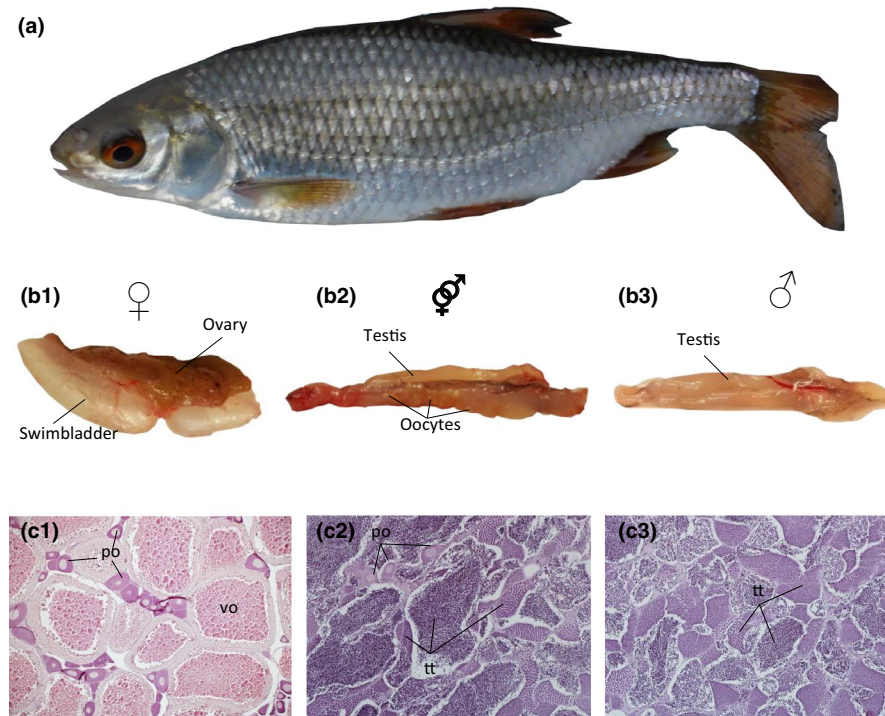 (a)
(b1) ♀
Ovary
Swimbladder
(b2) ⚤
Testis
Oocytes
(b3) ♂
Testis
(c1)
po
vo
(c2)
po
tt
(c3)
tt